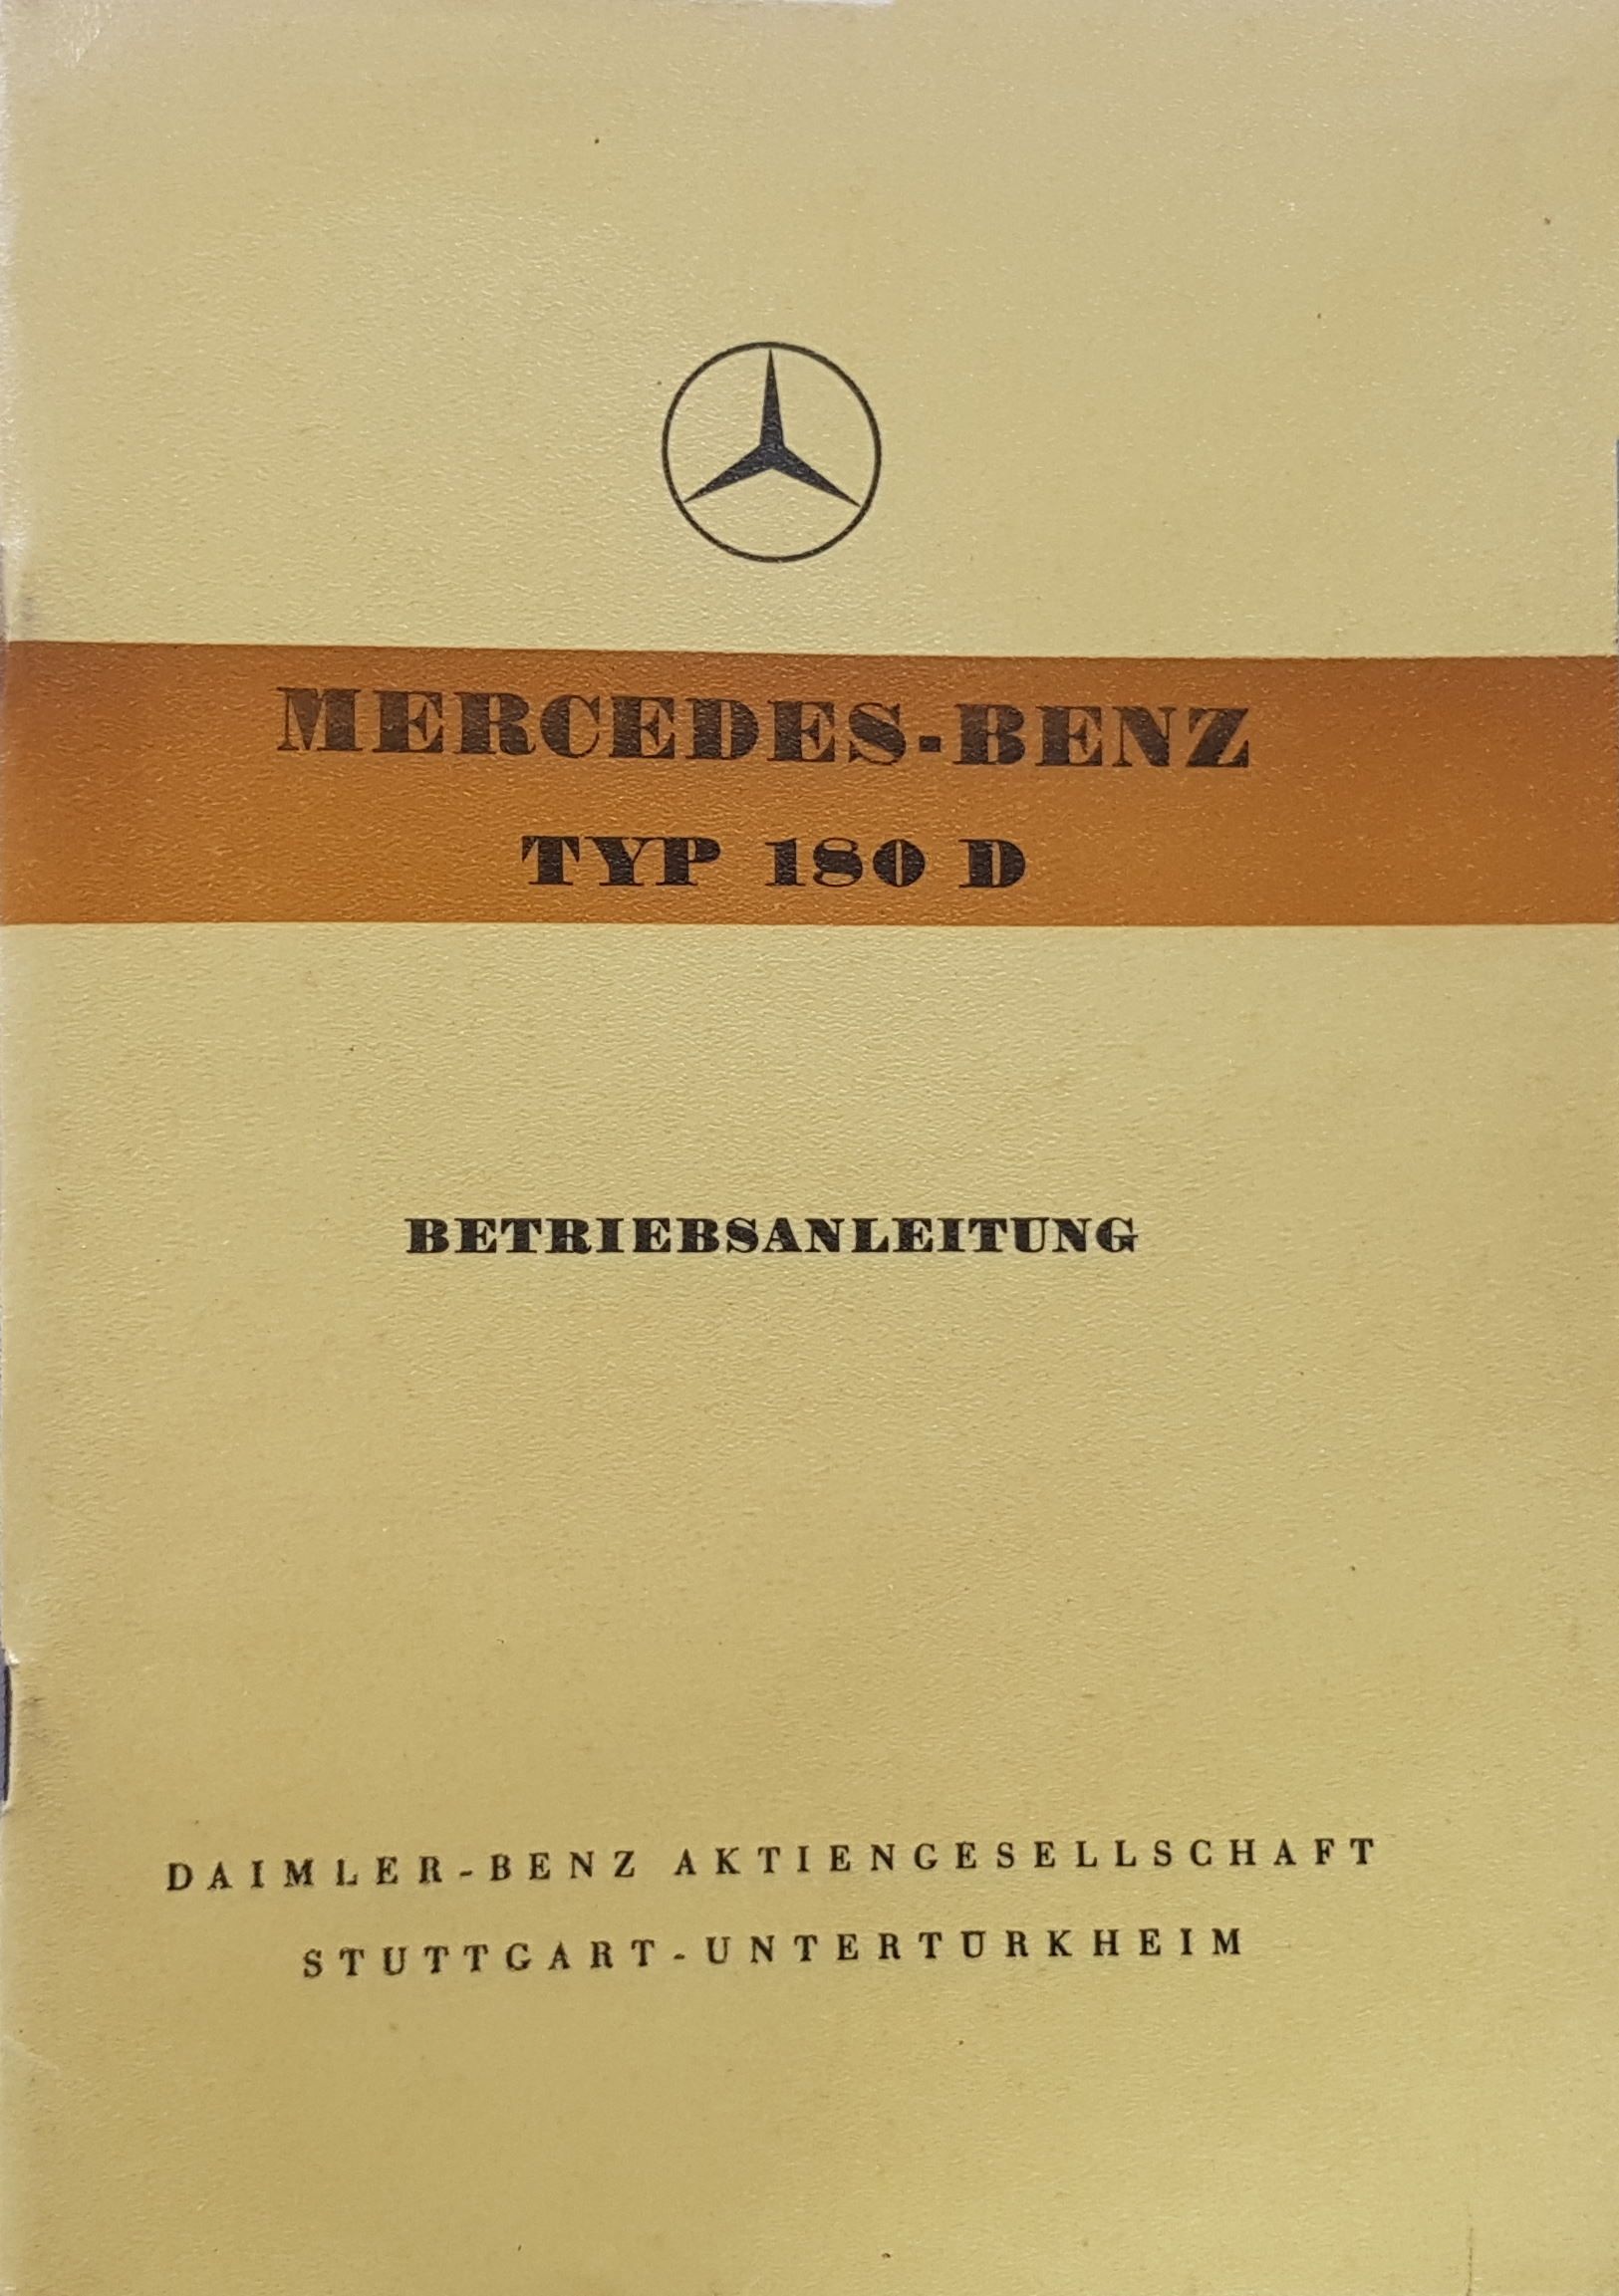 MERCEDES-BENZ
TYP 180 D
BETRIEBSANLEITUNG
DAIMLER-BENZ AKTIENGESELLSCHAFT
STUTTGART-UNTERTÜRKHEIM